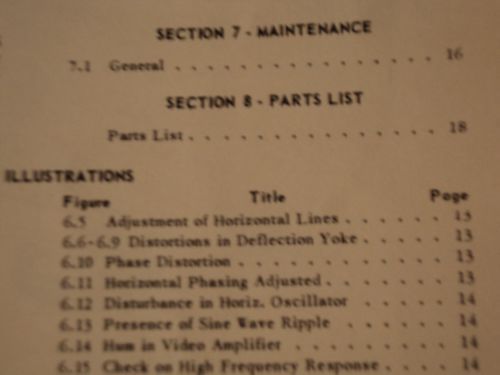 SECTION 7 - MAINTENANCE
7.1 General . . . . . . . . . . . . . . . . 16
SECTION 8 - PARTS LIST
Parts List . . . . . . . . . . . . . . . 18
ILLUSTRATIONS
Figure Title Page
6.5 Adjustment of Horizontal Lines . . . . . . 13
6.6-6.9 Distortions in Deflection Yoke . . . . . 13
6.10 Phase Distortion . . . . . . . . . . . . 13
6.11 Horizontal Phasing Adjusted . . . . . . . 13
6.12 Disturbance in Horiz. Oscillator . . . . . 14
6.13 Presence of Sine Wave Ripple . . . . . . 14
6.14 Hum in Video Amplifier . . . . . . . . 14
6.15 Check on High Frequency Response . . . . 14